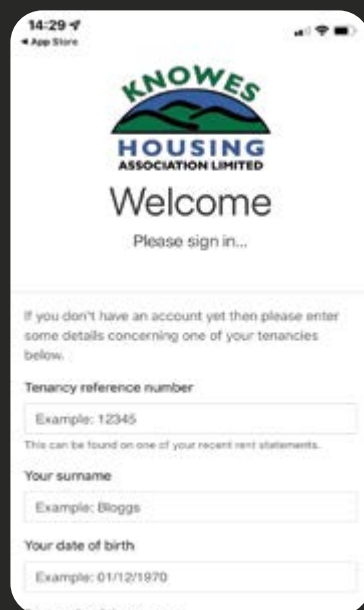 14:29
App Store
KNOWES
HOUSING
ASSOCIATION LIMITED
Welcome
Please sign in...
If you don't have an account yet then please enter
some details concerning one of your tenancies
below.
Tenancy reference number
Example: 12345
This can be found on one of your recent rent statements.
Your surname
Example: Bloggs
Your date of birth
Example: 01/12/1970